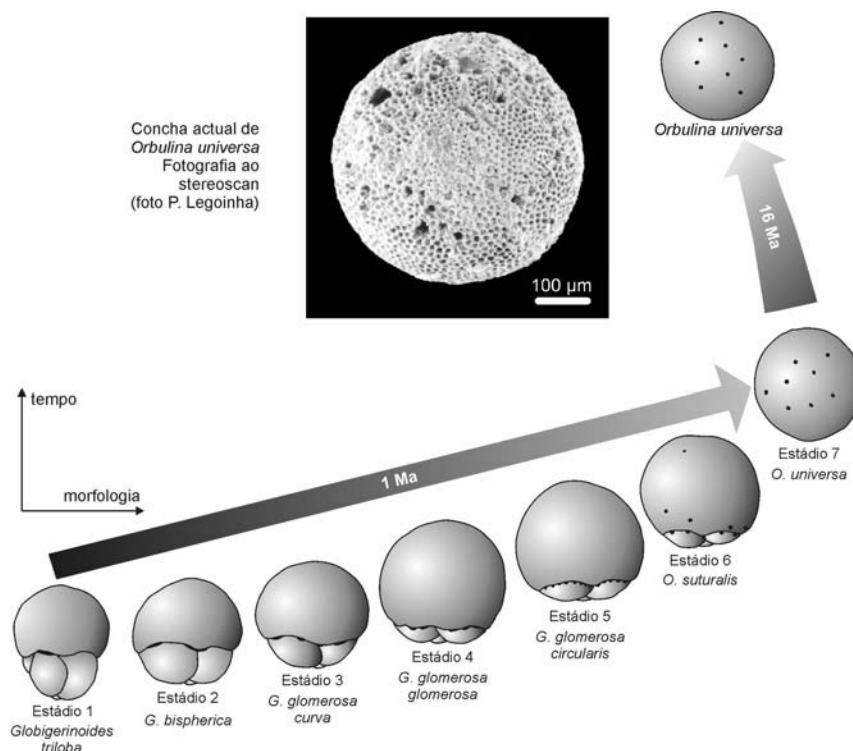 Concha actual de
Orbulina universa
Fotografia ao
stereoscan
(foto P. Legoinha)
100 µm
Orbulina universa
16 Ma
tempo
morfologia
1 Ma
Estádio 1
Globigerinoides
triloba
Estádio 2
G. bispherica
Estádio 3
G. glomerosa
curva
Estádio 4
G. glomerosa
glomerosa
Estádio 5
G. glomerosa
circularis
Estádio 6
O. suturalis
Estádio 7
O. universa